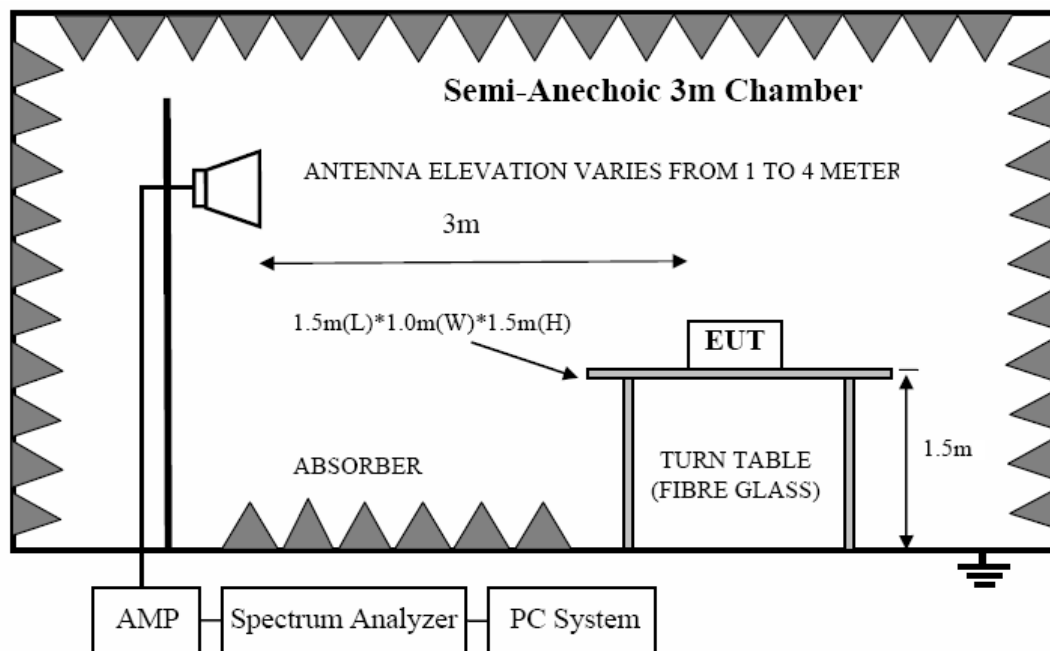 Semi-Anechoic 3m Chamber
ANTENNA ELEVATION VARIES FROM 1 TO 4 METER
3m
1.5m(L)*1.0m(W)*1.5m(H)
EUT
1.5m
ABSORBER
TURN TABLE
(FIBRE GLASS)
AMP
Spectrum Analyzer
PC System